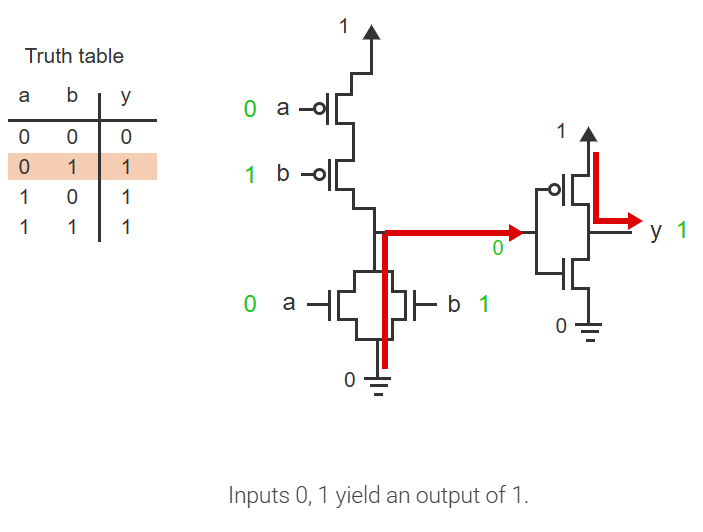 1
Truth table
a b y
0 a
0 0 0
1
0 1 1
1 b
1 0 1
y 1
1 1 1
0
0 a
b 1
0
0
Inputs 0, 1 yield an output of 1.